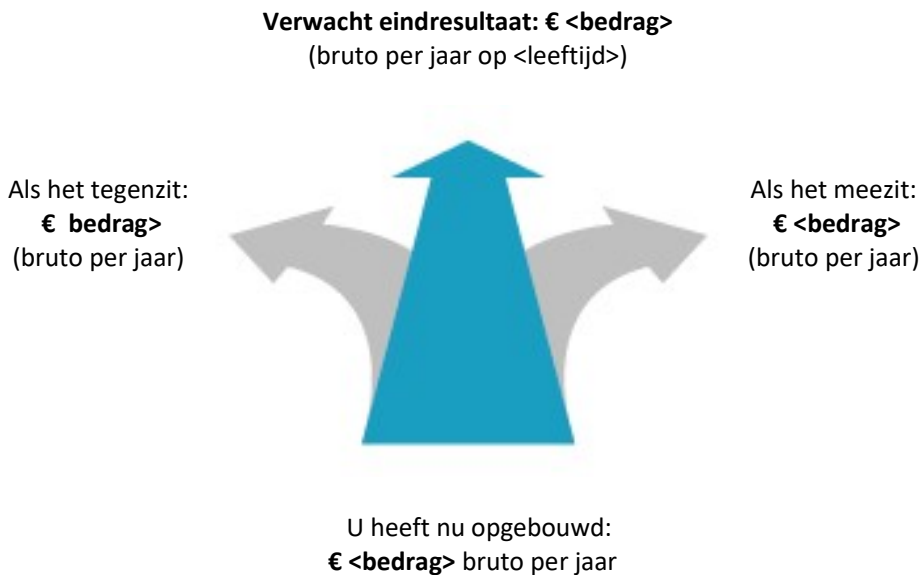 Verwacht eindresultaat: € <bedrag>
(bruto per jaar op <leeftijd>)
Als het tegenzit:
€  bedrag>
(bruto per jaar)
Als het meezit:
€ <bedrag>
(bruto per jaar)
U heeft nu opgebouwd:
€ <bedrag> bruto per jaar